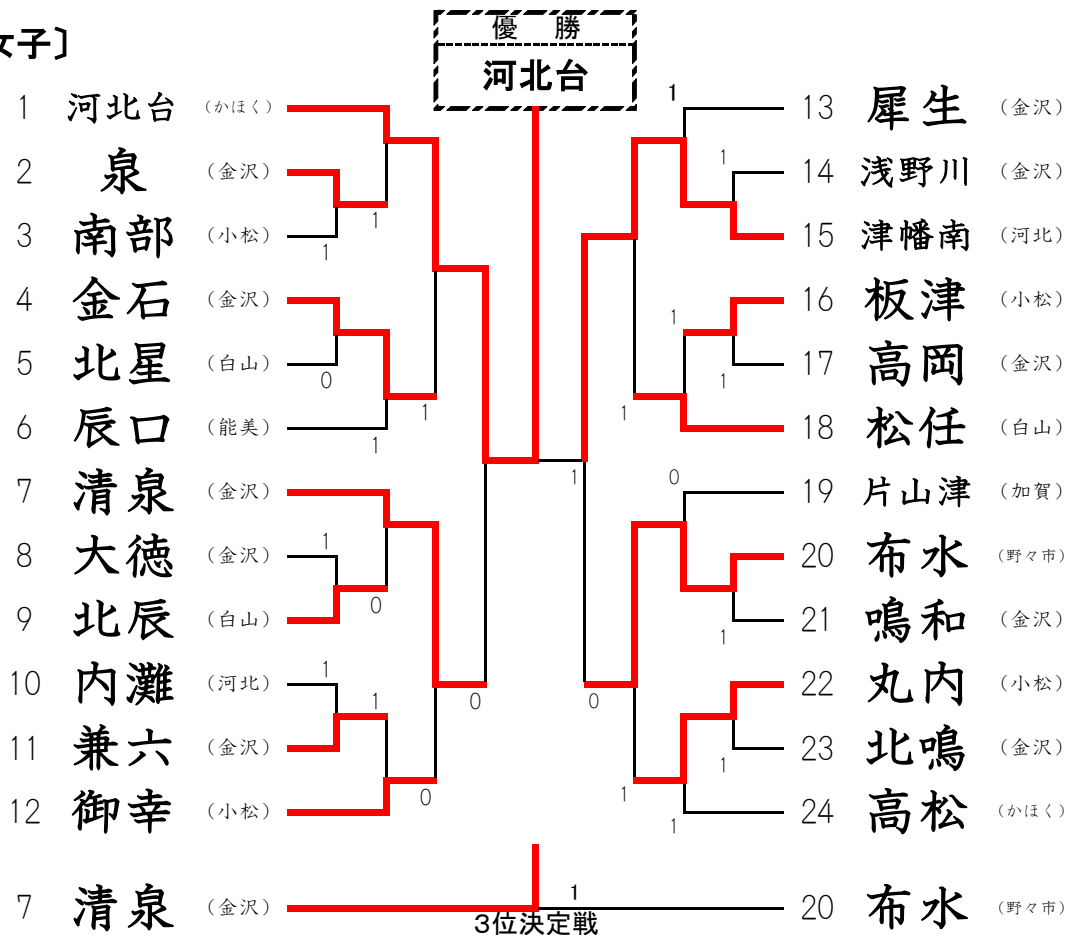 女子〕
優　勝
河北台
1 河北台 （かほく）
2 泉 （金沢）
1
3 南部 （小松）
1
4 金石 （金沢）
5 北星 （白山）
0
1
6 辰口 （能美）
1
7 清泉 （金沢）
8 大徳 （金沢）
1
9 北辰 （白山）
0
10 内灘 （河北）
1
1
0
11 兼六 （金沢）
12 御幸 （小松）
0
1
13 犀生 （金沢）
1
14 浅野川 （金沢）
15 津幡南 （河北）
16 板津 （小松）
1
17 高岡 （金沢）
1
1
18 松任 （白山）
1
0
19 片山津 （加賀）
20 布水 （野々市）
21 鳴和 （金沢）
1
22 丸内 （小松）
0
23 北鳴 （金沢）
1
1
24 高松 （かほく）
1
7 清泉 （金沢）
1
3位決定戦
20 布水 （野々市）